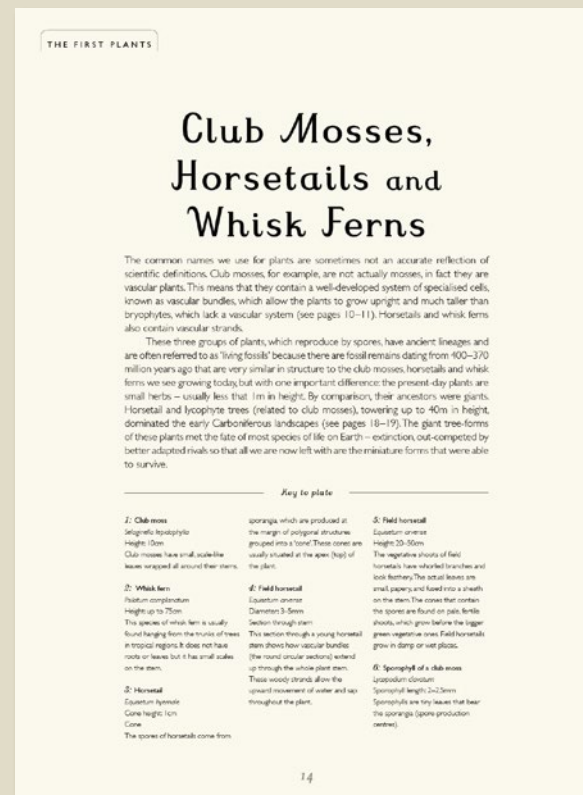 THE FIRST PLANTS
Club Mosses,
Horsetails and
Whisk Ferns
The common names we use for plants are sometimes not an accurate reflection of
scientific definitions. Club mosses, for example, are not actually mosses, in fact they are
vascular plants. This means that they contain a well-developed system of specialised cells,
known as vascular bundles, which allow the plants to grow upright and much taller than
bryophytes, which lack a vascular system (see pages 10–11). Horsetails and whisk ferns
also contain vascular strands.
These three groups of plants, which reproduce by spores, have ancient lineages and
are often referred to as 'living fossils' because there are fossil remains dating from 400–370
million years ago that are very similar in structure to the club mosses, horsetails and whisk
ferns we see growing today, but with one important difference: the present-day plants are
small herbs – usually less that 1m in height. By comparison, their ancestors were giants.
Horsetail and lycophyte trees (related to club mosses), towering up to 40m in height,
dominated the early Carboniferous landscapes (see pages 18–19). The giant tree-forms
of these plants met the fate of most species of life on Earth – extinction, out-competed by
better adapted rivals so that all we are now left with are the miniature forms that were able
to survive.
Key to plate
1: Club moss
Selaginella lepidophylla
Height: 10cm
Club mosses have small, scale-like
leaves wrapped all around their stems.
2: Whisk fern
Psilotum complanatum
Height: up to 75cm
This species of whisk fern is usually
found hanging from the trunks of trees
in tropical regions. It does not have
roots or leaves but it has small scales
on the stem.
3: Horsetail
Equisetum hyemale
Cone height: 1cm
Cone
The spores of horsetails come from
sporangia, which are produced at
the margin of polygonal structures
grouped into a 'cone'. These cones are
usually situated at the apex (top) of
the plant.
4: Field horsetail
Equisetum arvense
Diameter: 3–5mm
Section through stem
This section through a young horsetail
stem shows how vascular bundles
(the round circular sections) extend
up through the whole plant stem.
These woody strands allow the
upward movement of water and sap
throughout the plant.
5: Field horsetail
Equisetum arvense
Height: 20–50cm
The vegetative shoots of field
horsetails have whorled branches and
look feathery. The actual leaves are
small, papery, and fused into a sheath
on the stem. The cones that contain
the spores are found on pale, fertile
shoots, which grow before the bigger
green vegetative ones. Field horsetails
grow in damp or wet places.
6: Sporophyll of a club moss
Lycopodium clavatum
Sporophyll length: 2–2.5mm
Sporophylls are tiny leaves that bear
the sporangia (spore-production
centres).
14